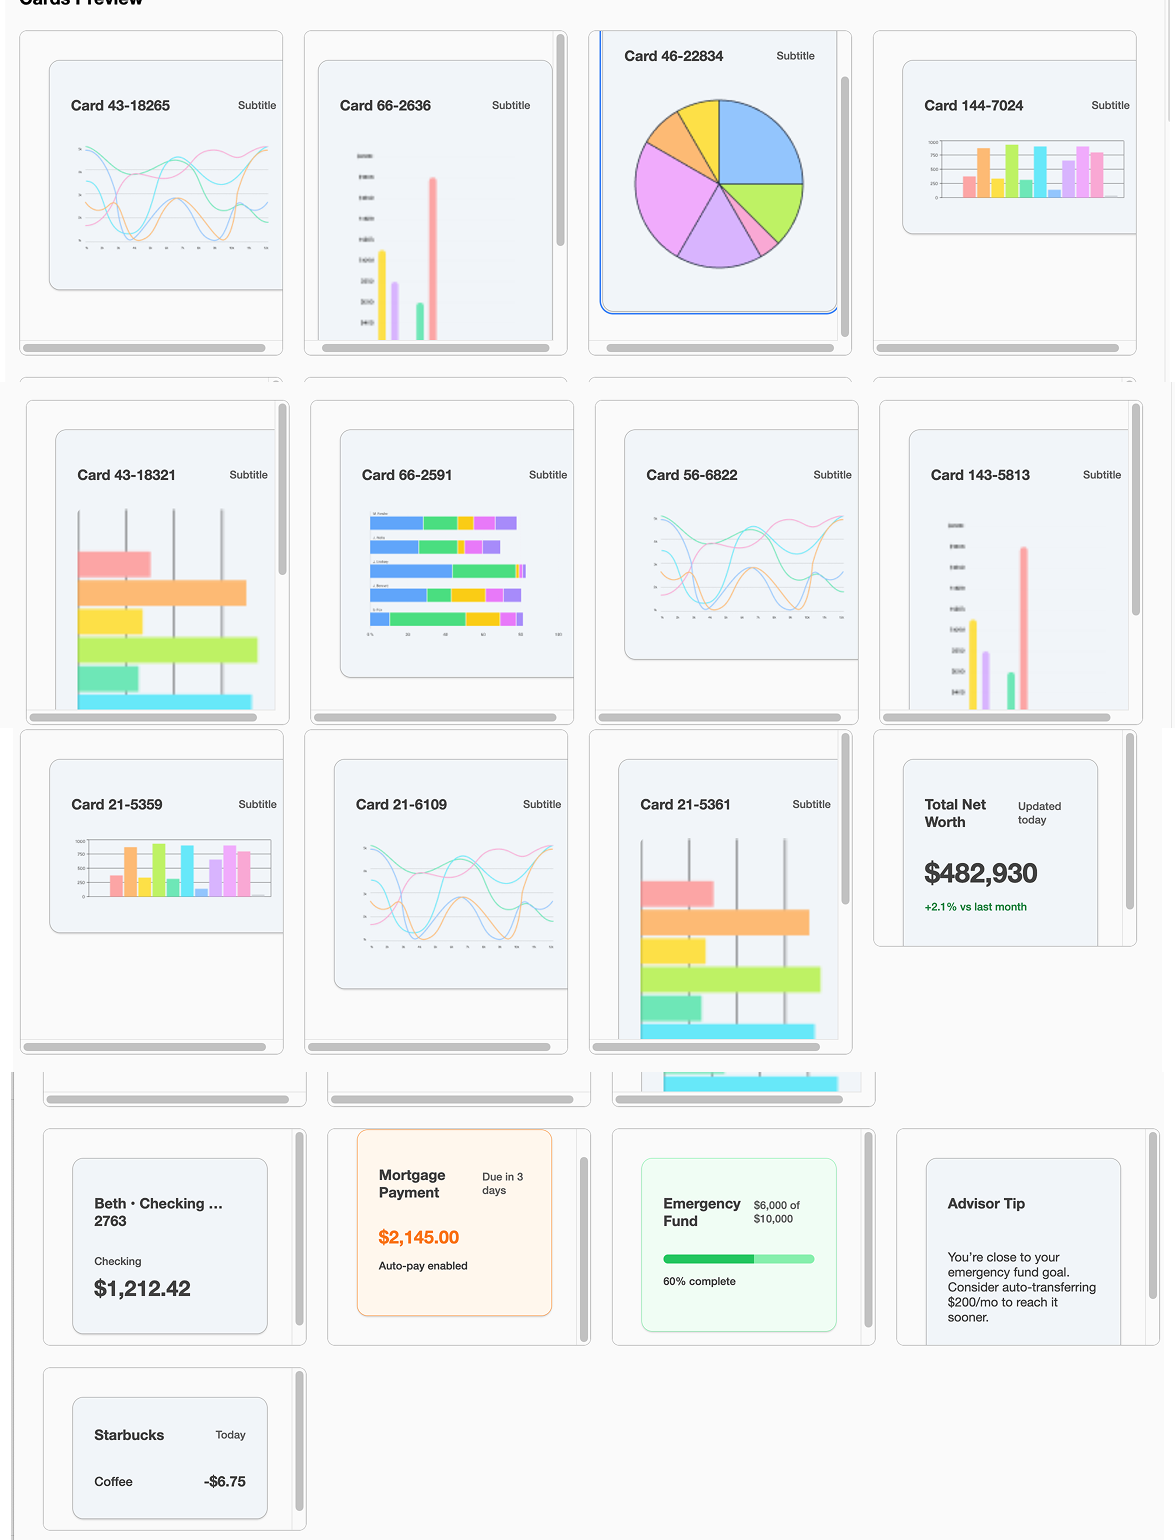 Cards Preview
Card 43-18265 Subtitle
Card 66-2636 Subtitle
Card 46-22834 Subtitle
Card 144-7024 Subtitle
1000
750
500
250
0
Card 43-18321 Subtitle
Card 66-2591 Subtitle
Card 56-6822 Subtitle
Card 143-5813 Subtitle
20
40
60
80
100
Card 21-5359 Subtitle
1000
750
500
250
0
Card 21-6109 Subtitle
Card 21-5361 Subtitle
Total Net Worth
Updated today
$482,930
+2.1% vs last month
Beth • Checking …
2763
Checking
$1,212.42
Mortgage
Payment
Due in 3
days
$2,145.00
Auto-pay enabled
Emergency
Fund
$6,000 of
$10,000
60% complete
Advisor Tip
You’re close to your
emergency fund goal.
Consider auto-transferring
$200/mo to reach it
sooner.
Starbucks Today
Coffee -$6.75